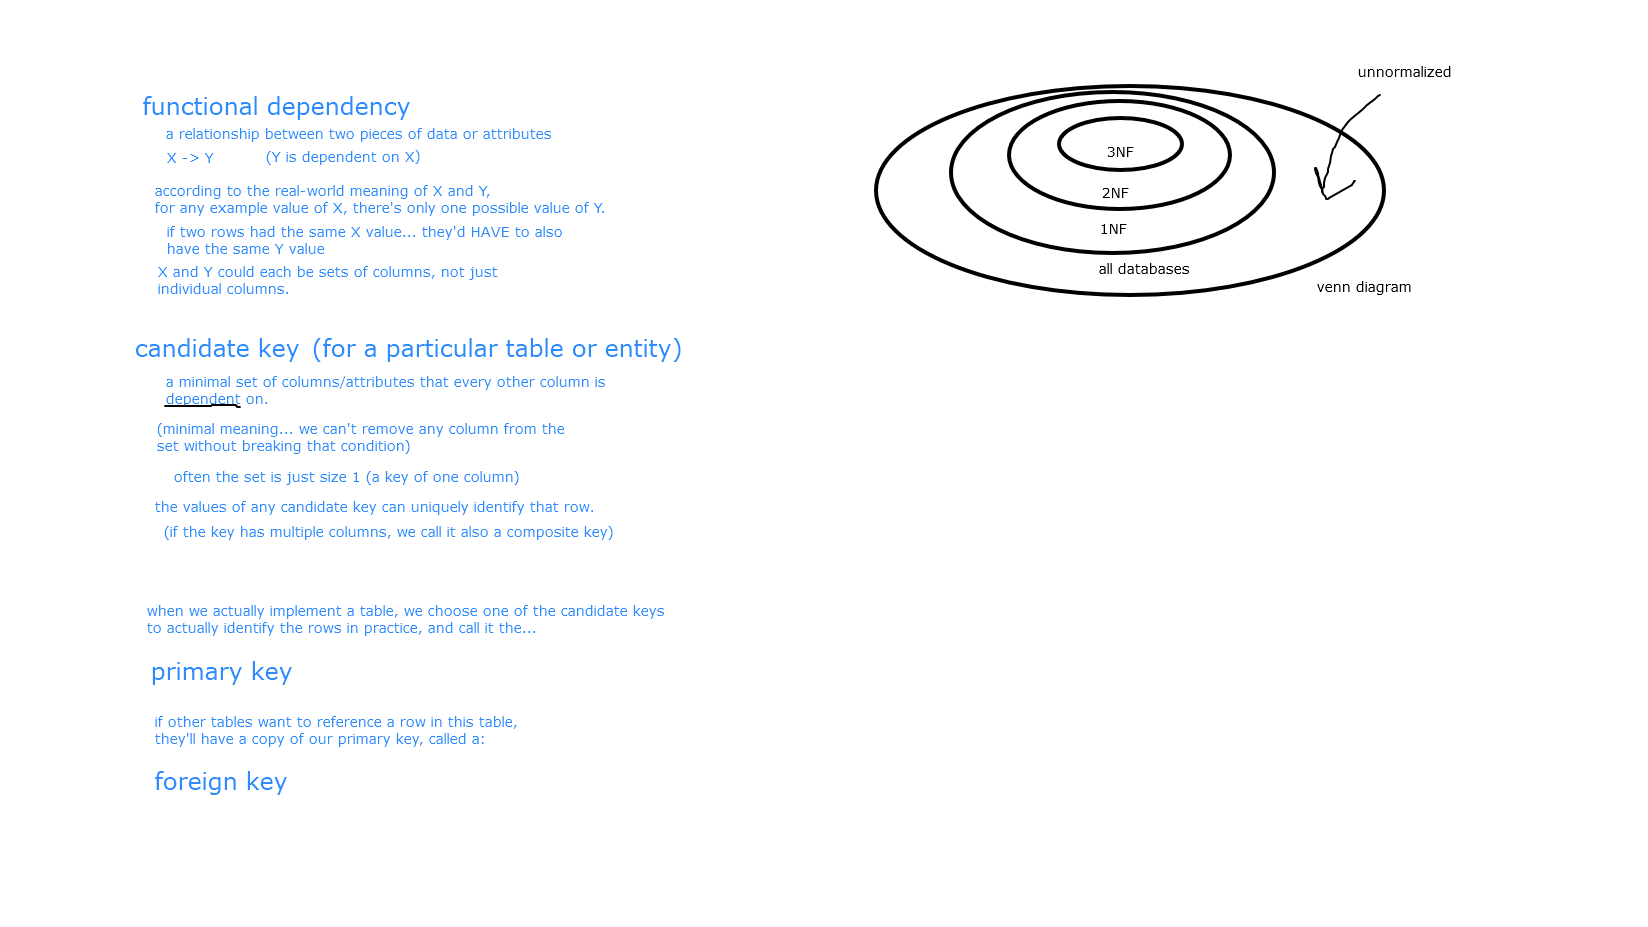 functional dependency
a relationship between two pieces of data or attributes
X -> Y (Y is dependent on X)
according to the real-world meaning of X and Y,
for any example value of X, there's only one possible value of Y.
if two rows had the same X value... they'd HAVE to also
have the same Y value
X and Y could each be sets of columns, not just
individual columns.
candidate key (for a particular table or entity)
a minimal set of columns/attributes that every other column is
dependent on.
(minimal meaning... we can't remove any column from the
set without breaking that condition)
often the set is just size 1 (a key of one column)
the values of any candidate key can uniquely identify that row.
(if the key has multiple columns, we call it also a composite key)
when we actually implement a table, we choose one of the candidate keys
to actually identify the rows in practice, and call it the...
primary key
if other tables want to reference a row in this table,
they'll have a copy of our primary key, called a:
foreign key
unnormalized
3NF
2NF
1NF
all databases
venn diagram